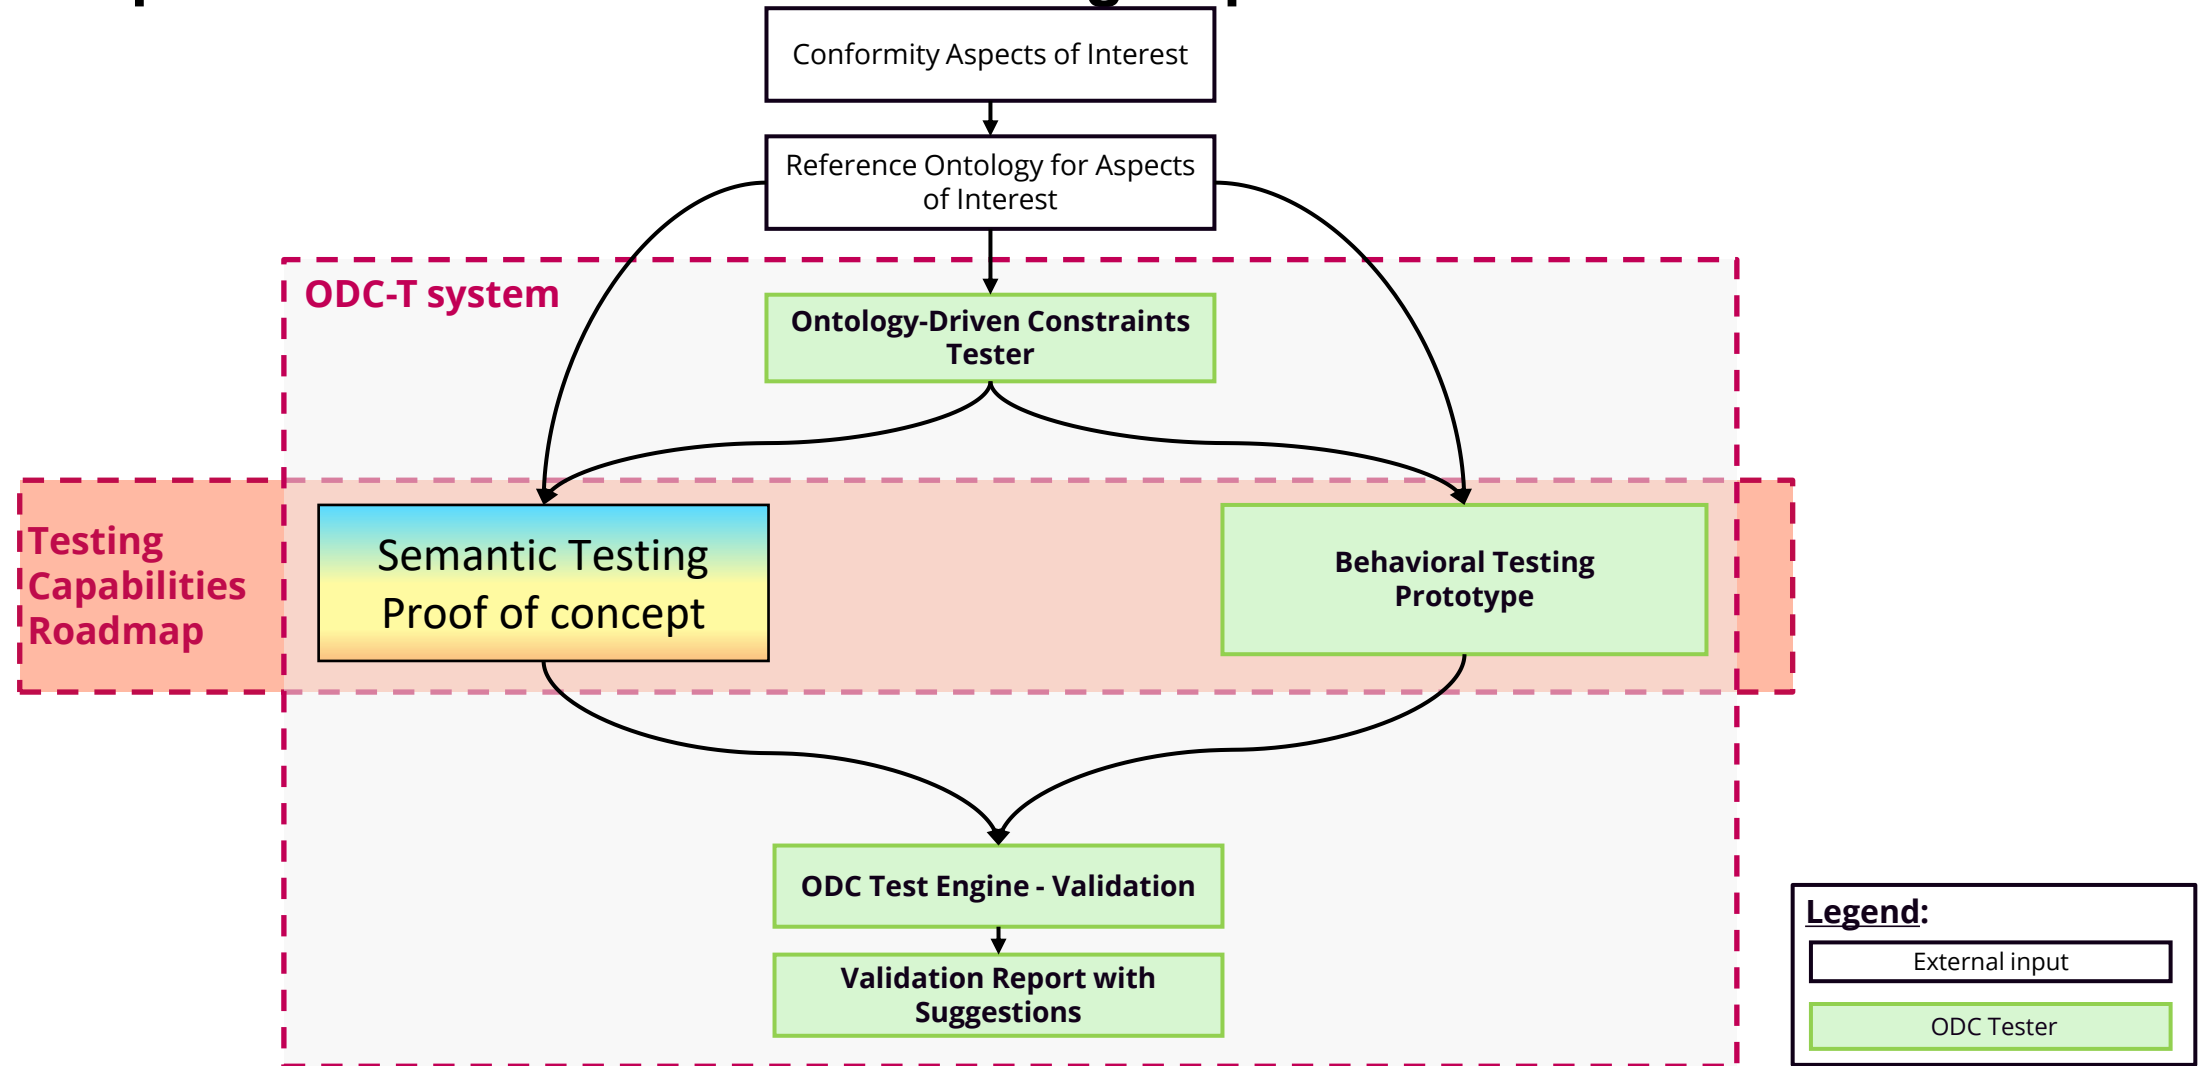 Conformity Aspects of Interest
Reference Ontology for Aspects
of Interest
ODC-T system
Ontology-Driven Constraints
Tester
Testing
Capabilities
Roadmap
Semantic Testing
Proof of concept
Behavioral Testing
Prototype
ODC Test Engine - Validation
Validation Report with
Suggestions
Legend:
External input
ODC Tester